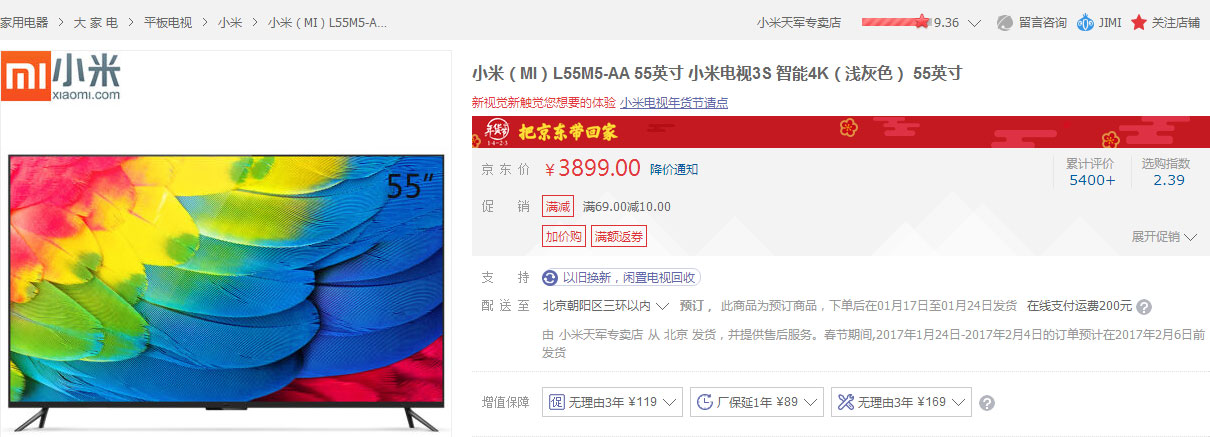 家用电器 > 大 家 电 > 平板电视 > 小米 > 小米（MI）L55M5-A...
小米天军专卖店 9.36 留言咨询 JIMI 关注店铺
小米
xiaomi.com
55"
小米（MI）L55M5-AA 55英寸 小米电视3S 智能4K（浅灰色） 55英寸
新视觉新触觉您想要的体验 小米电视年货节请点
年货节 1·4-2·3 把京东带回家
京 东 价 ￥3899.00 降价通知
累计评价 5400+
选购指数 2.39
促 销 满减 满69.00减10.00
加价购 满额返券
展开促销
支 持 以旧换新，闲置电视回收
配 送 至 北京朝阳区三环以内 预订， 此商品为预订商品，下单后在01月17日至01月24日发货 在线支付运费200元 ?
由 小米天军专卖店 从 北京 发货，并提供售后服务。春节期间,2017年1月24日-2017年2月4日的订单预计在2017年2月6日前
发货
增值保障 促 无理由3年 ¥119 厂保延1年 ¥89 无理由3年 ¥169 ?